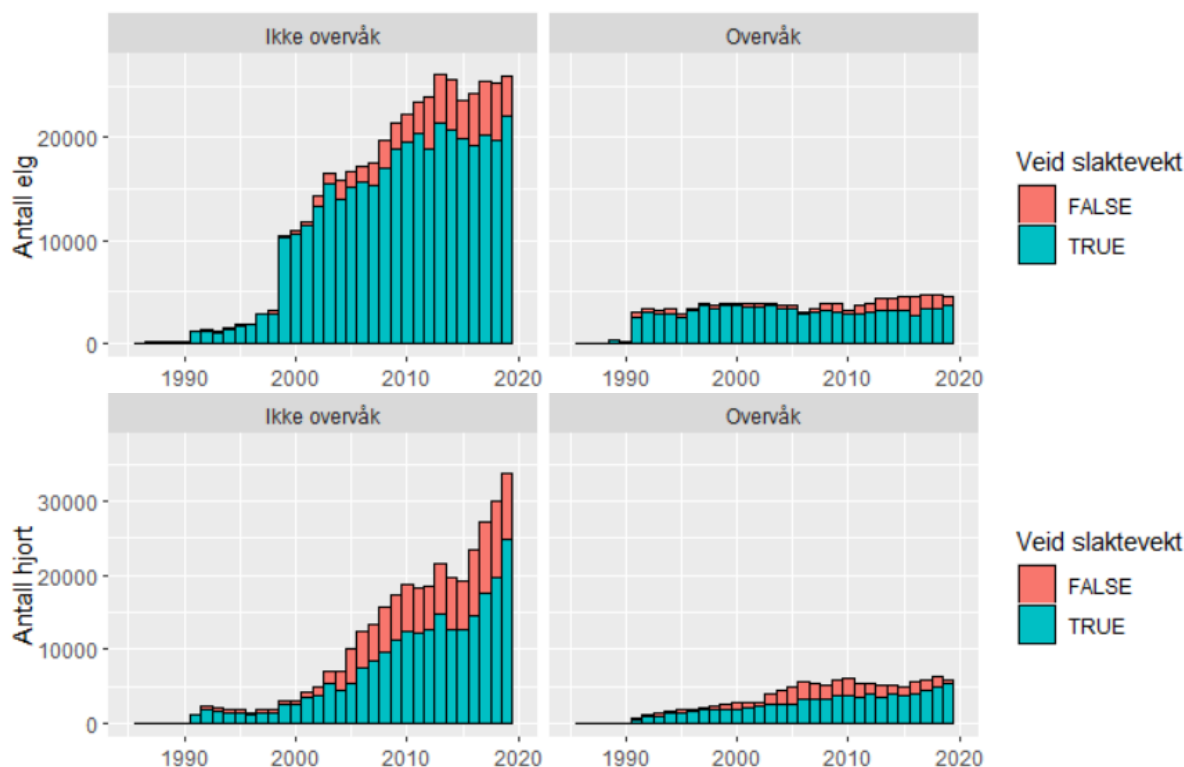 Ikke overvåk
Overvåk
Antall elg
20000
10000
0
1990
2000
2010
2020
1990
2000
2010
2020
Veid slaktevekt
FALSE
TRUE
Ikke overvåk
Overvåk
Antall hjort
30000
20000
10000
0
1990
2000
2010
2020
1990
2000
2010
2020
Veid slaktevekt
FALSE
TRUE